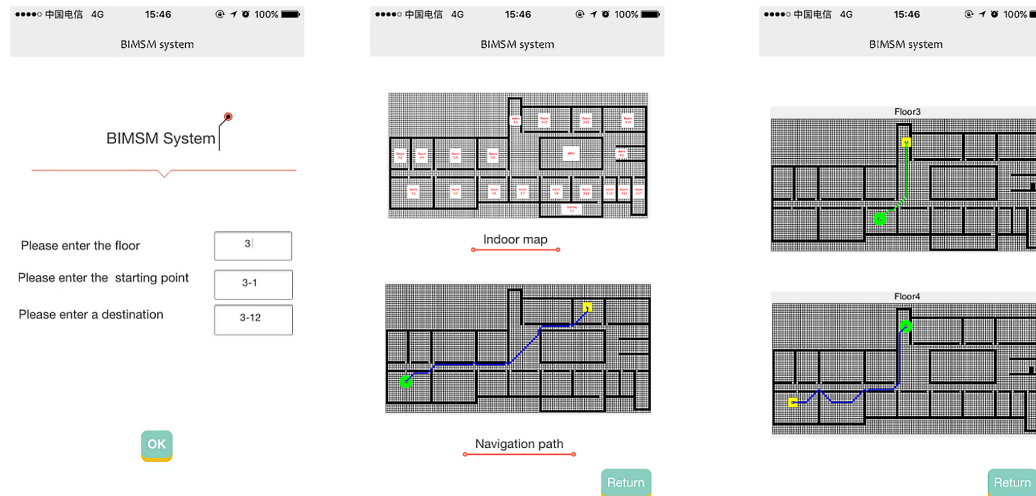 ●●●●○ 中国电信 4G 15:46 100%
BIMSM system
BIMSM System
Please enter the floor 3
Please enter the starting point 3-1
Please enter a destination 3-12
OK
●●●●○ 中国电信 4G 15:46 100%
BIMSM system
Indoor map
Navigation path
Return
●●●●○ 中国电信 4G 15:46 100%
BIMSM system
Floor3
Floor4
Return